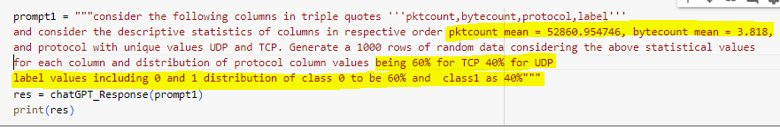 prompt1 = """consider the following columns in triple quotes '''pktcount,bytecount,protocol,label'''
and consider the descriptive statistics of columns in respective order pktcount mean = 52860.954746, bytecount mean = 3.818,
and protocol with unique values UDP and TCP. Generate a 1000 rows of random data considering the above statistical values
for each column and distribution of protocol column values being 60% for TCP 40% for UDP
label values including 0 and 1 distribution of class 0 to be 60% and  class1 as 40%"""
res = chatGPT_Response(prompt1)
print(res)